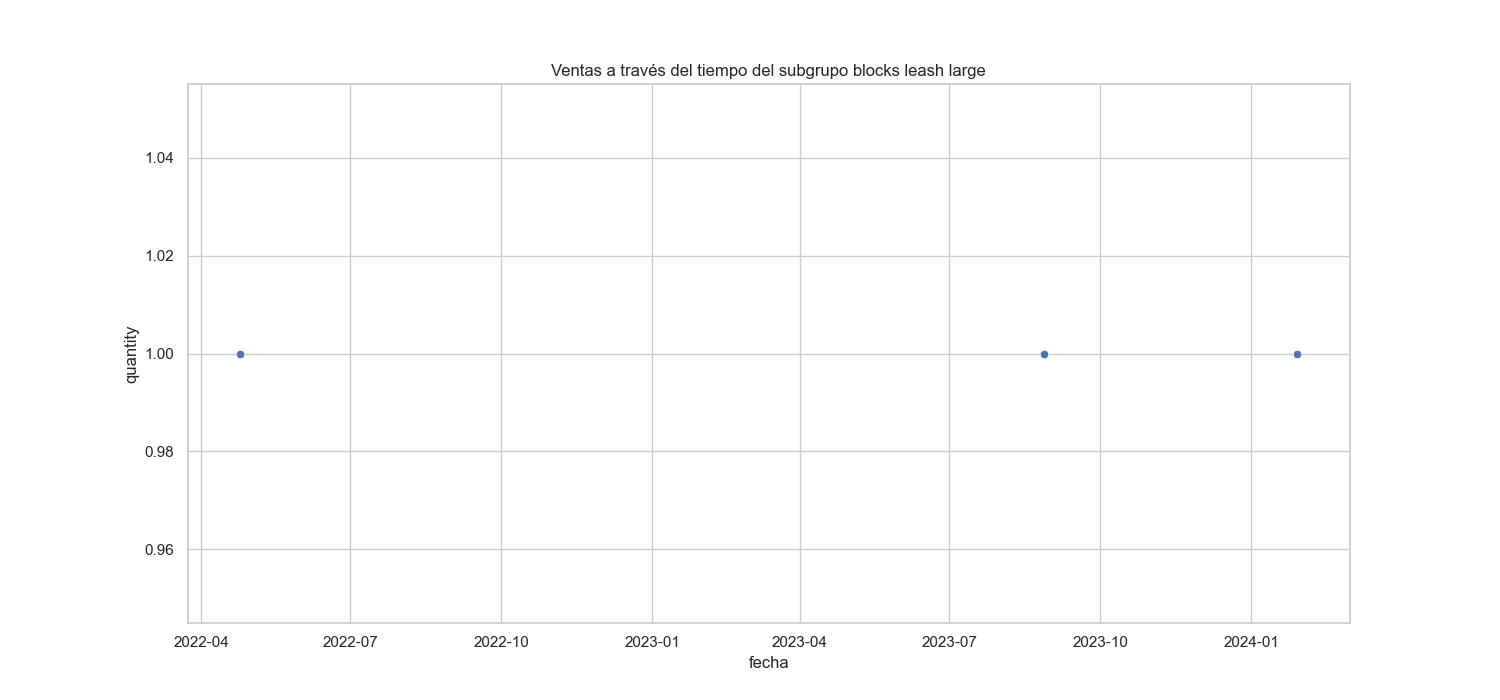 Ventas a través del tiempo del subgrupo blocks leash large
1.04
1.02
1.00
0.98
0.96
quantity
2022-04 2022-07 2022-10 2023-01 2023-04 2023-07 2023-10 2024-01
fecha